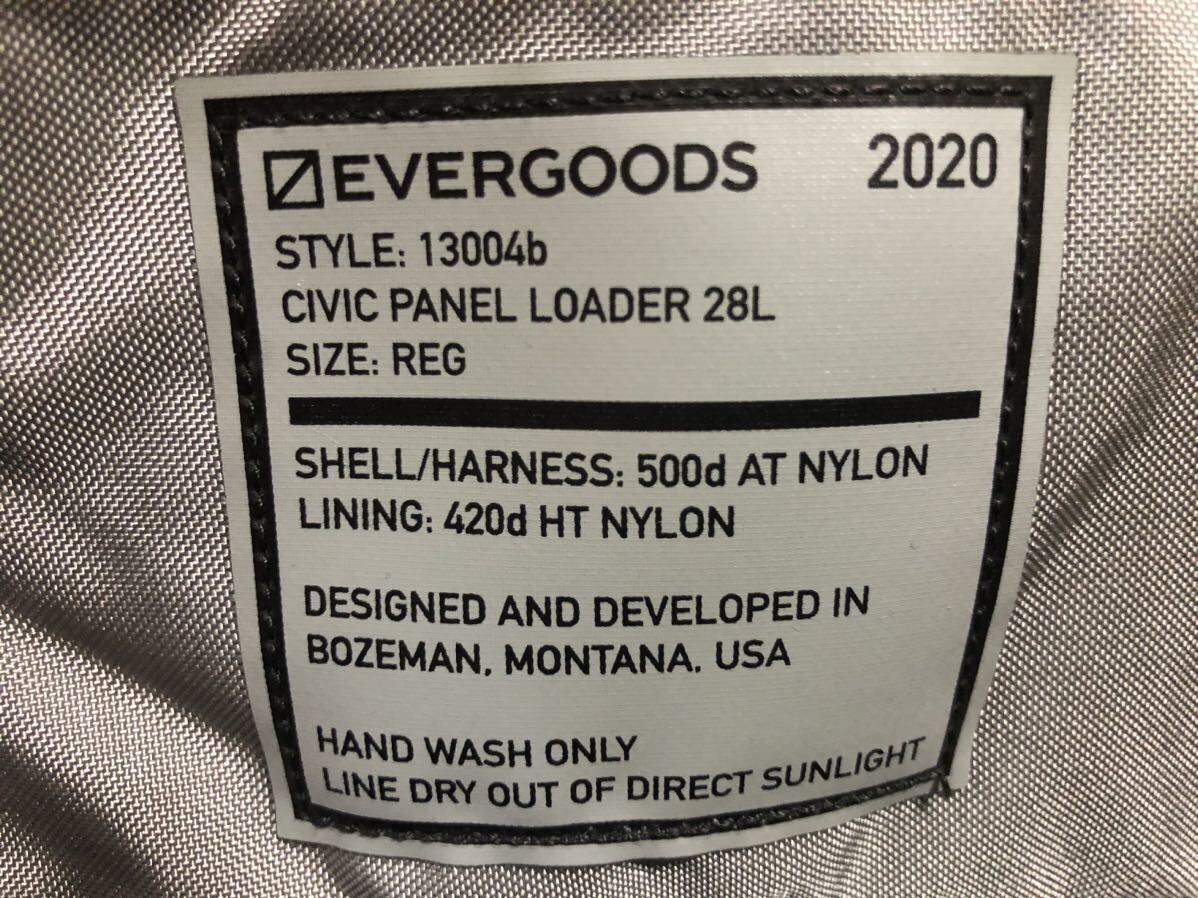 EVERGOODS 2020
STYLE: 13004b
CIVIC PANEL LOADER 28L
SIZE: REG
SHELL/HARNESS: 500d AT NYLON
LINING: 420d HT NYLON
DESIGNED AND DEVELOPED IN
BOZEMAN, MONTANA. USA
HAND WASH ONLY
LINE DRY OUT OF DIRECT SUNLIGHT